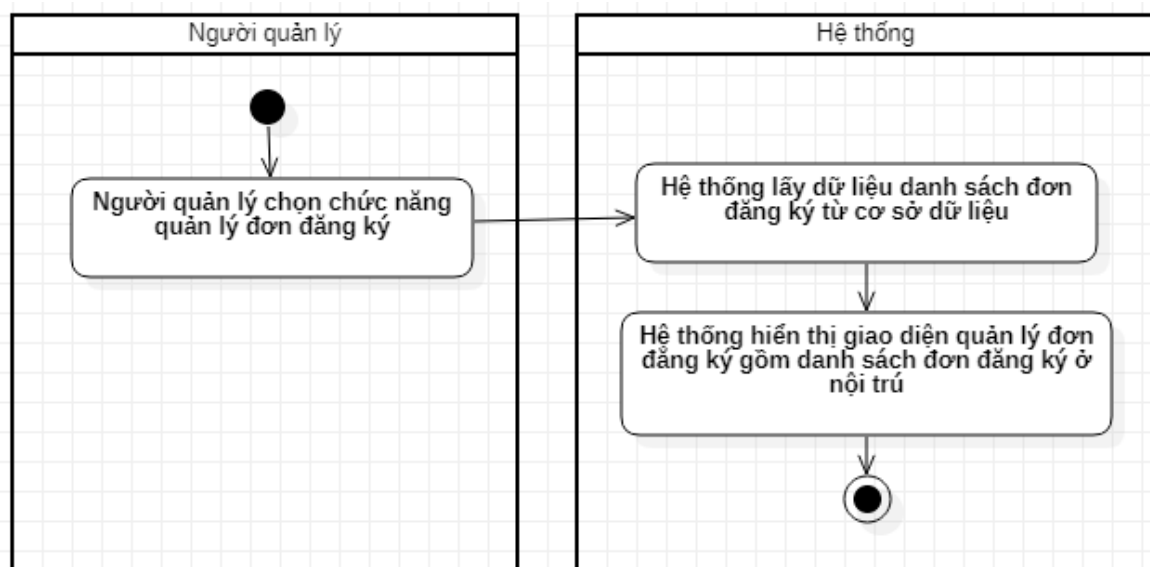 Người quản lý
Hệ thống
Người quản lý chọn chức năng
quản lý đơn đăng ký
Hệ thống lấy dữ liệu danh sách đơn
đăng ký từ cơ sở dữ liệu
Hệ thống hiển thị giao diện quản lý đơn
đăng ký gồm danh sách đơn đăng ký ở
nội trú